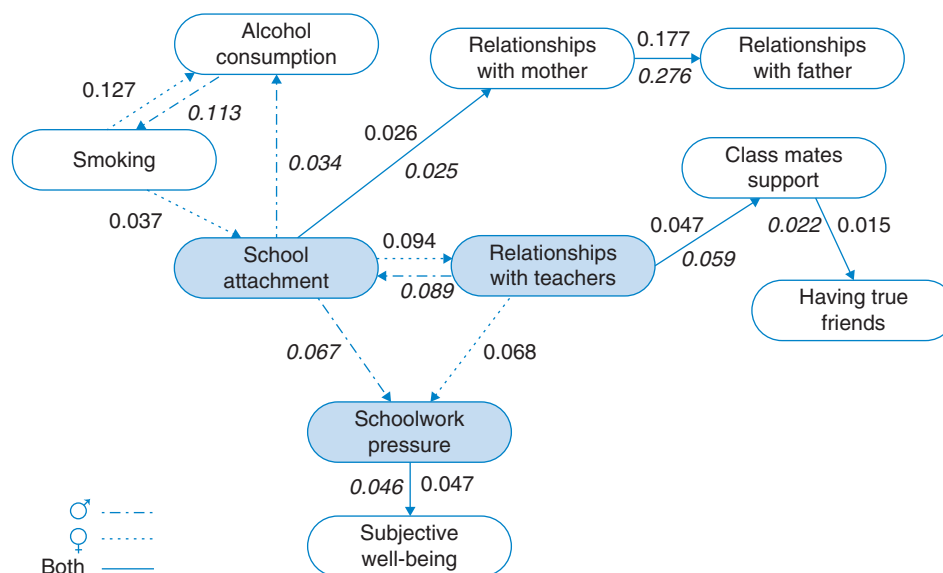 Alcohol
consumption
Relationships
with mother
0.177
0.276
Relationships
with father
0.127
0.113
Smoking
0.034
0.026
0.025
Class mates
support
0.037
School
attachment
0.094
0.089
Relationships
with teachers
0.047
0.059
0.022
0.015
Having true
friends
0.067
0.068
Schoolwork
pressure
0.046
0.047
Subjective
well-being
♂
♀
Both